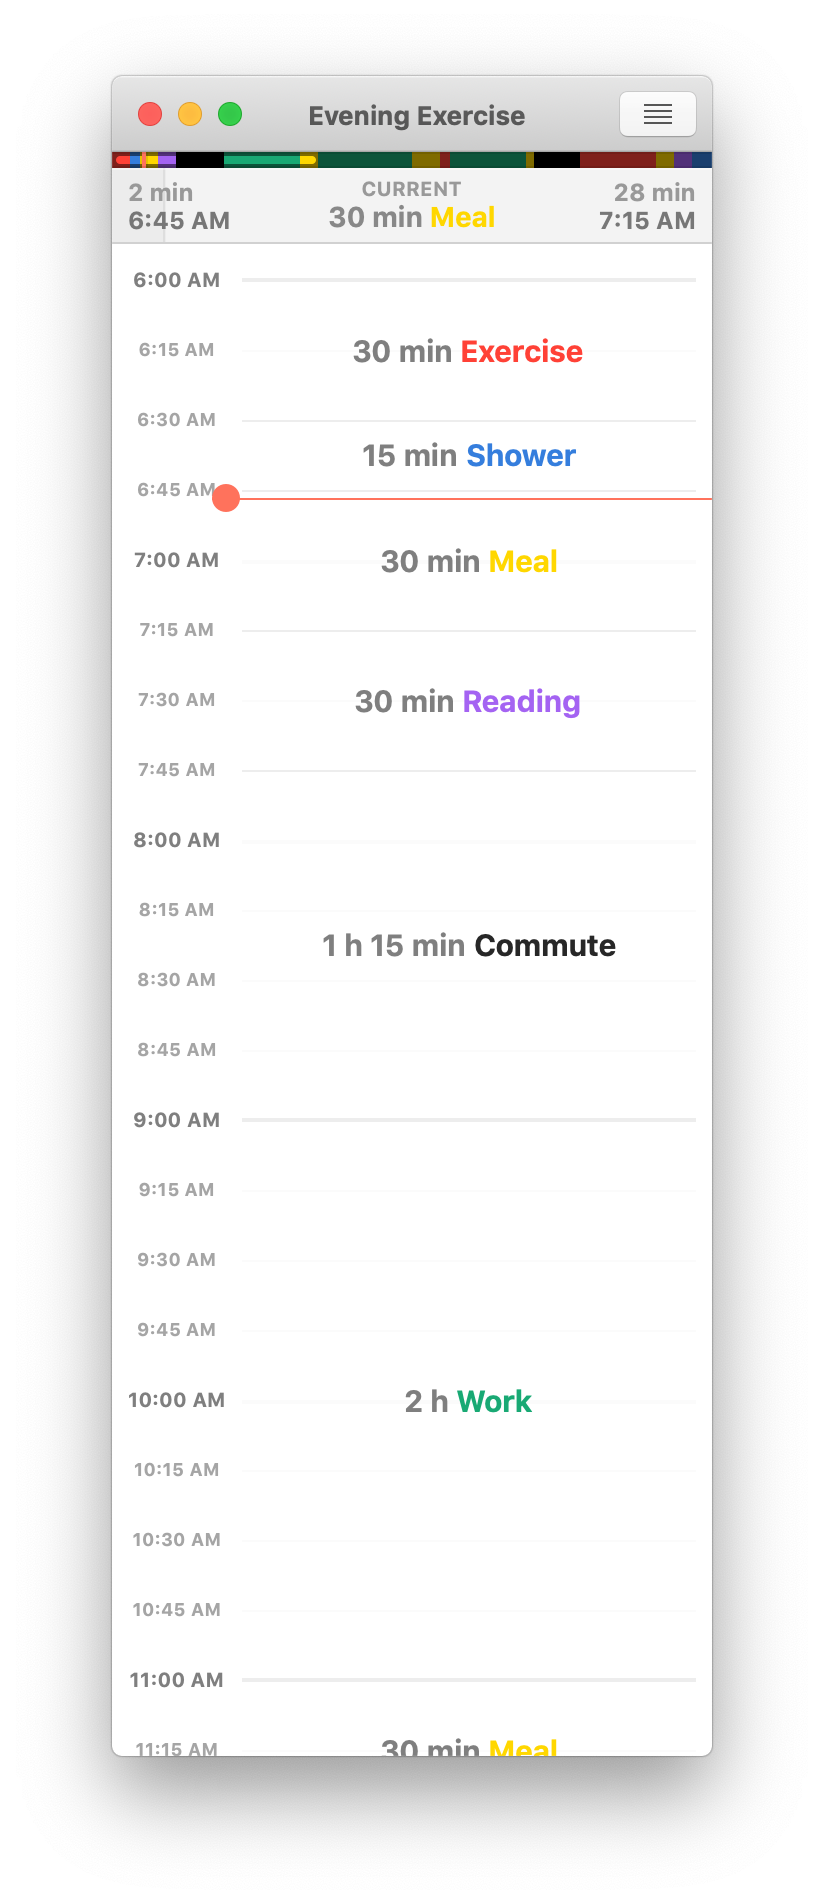 Evening Exercise
2 min
CURRENT
28 min
6:45 AM
30 min Meal
7:15 AM
6:00 AM
6:15 AM
30 min Exercise
6:30 AM
15 min Shower
6:45 AM
7:00 AM
30 min Meal
7:15 AM
7:30 AM
30 min Reading
7:45 AM
8:00 AM
8:15 AM
1 h 15 min Commute
8:30 AM
8:45 AM
9:00 AM
9:15 AM
9:30 AM
9:45 AM
10:00 AM
2 h Work
10:15 AM
10:30 AM
10:45 AM
11:00 AM
11:15 AM
30 min Meal